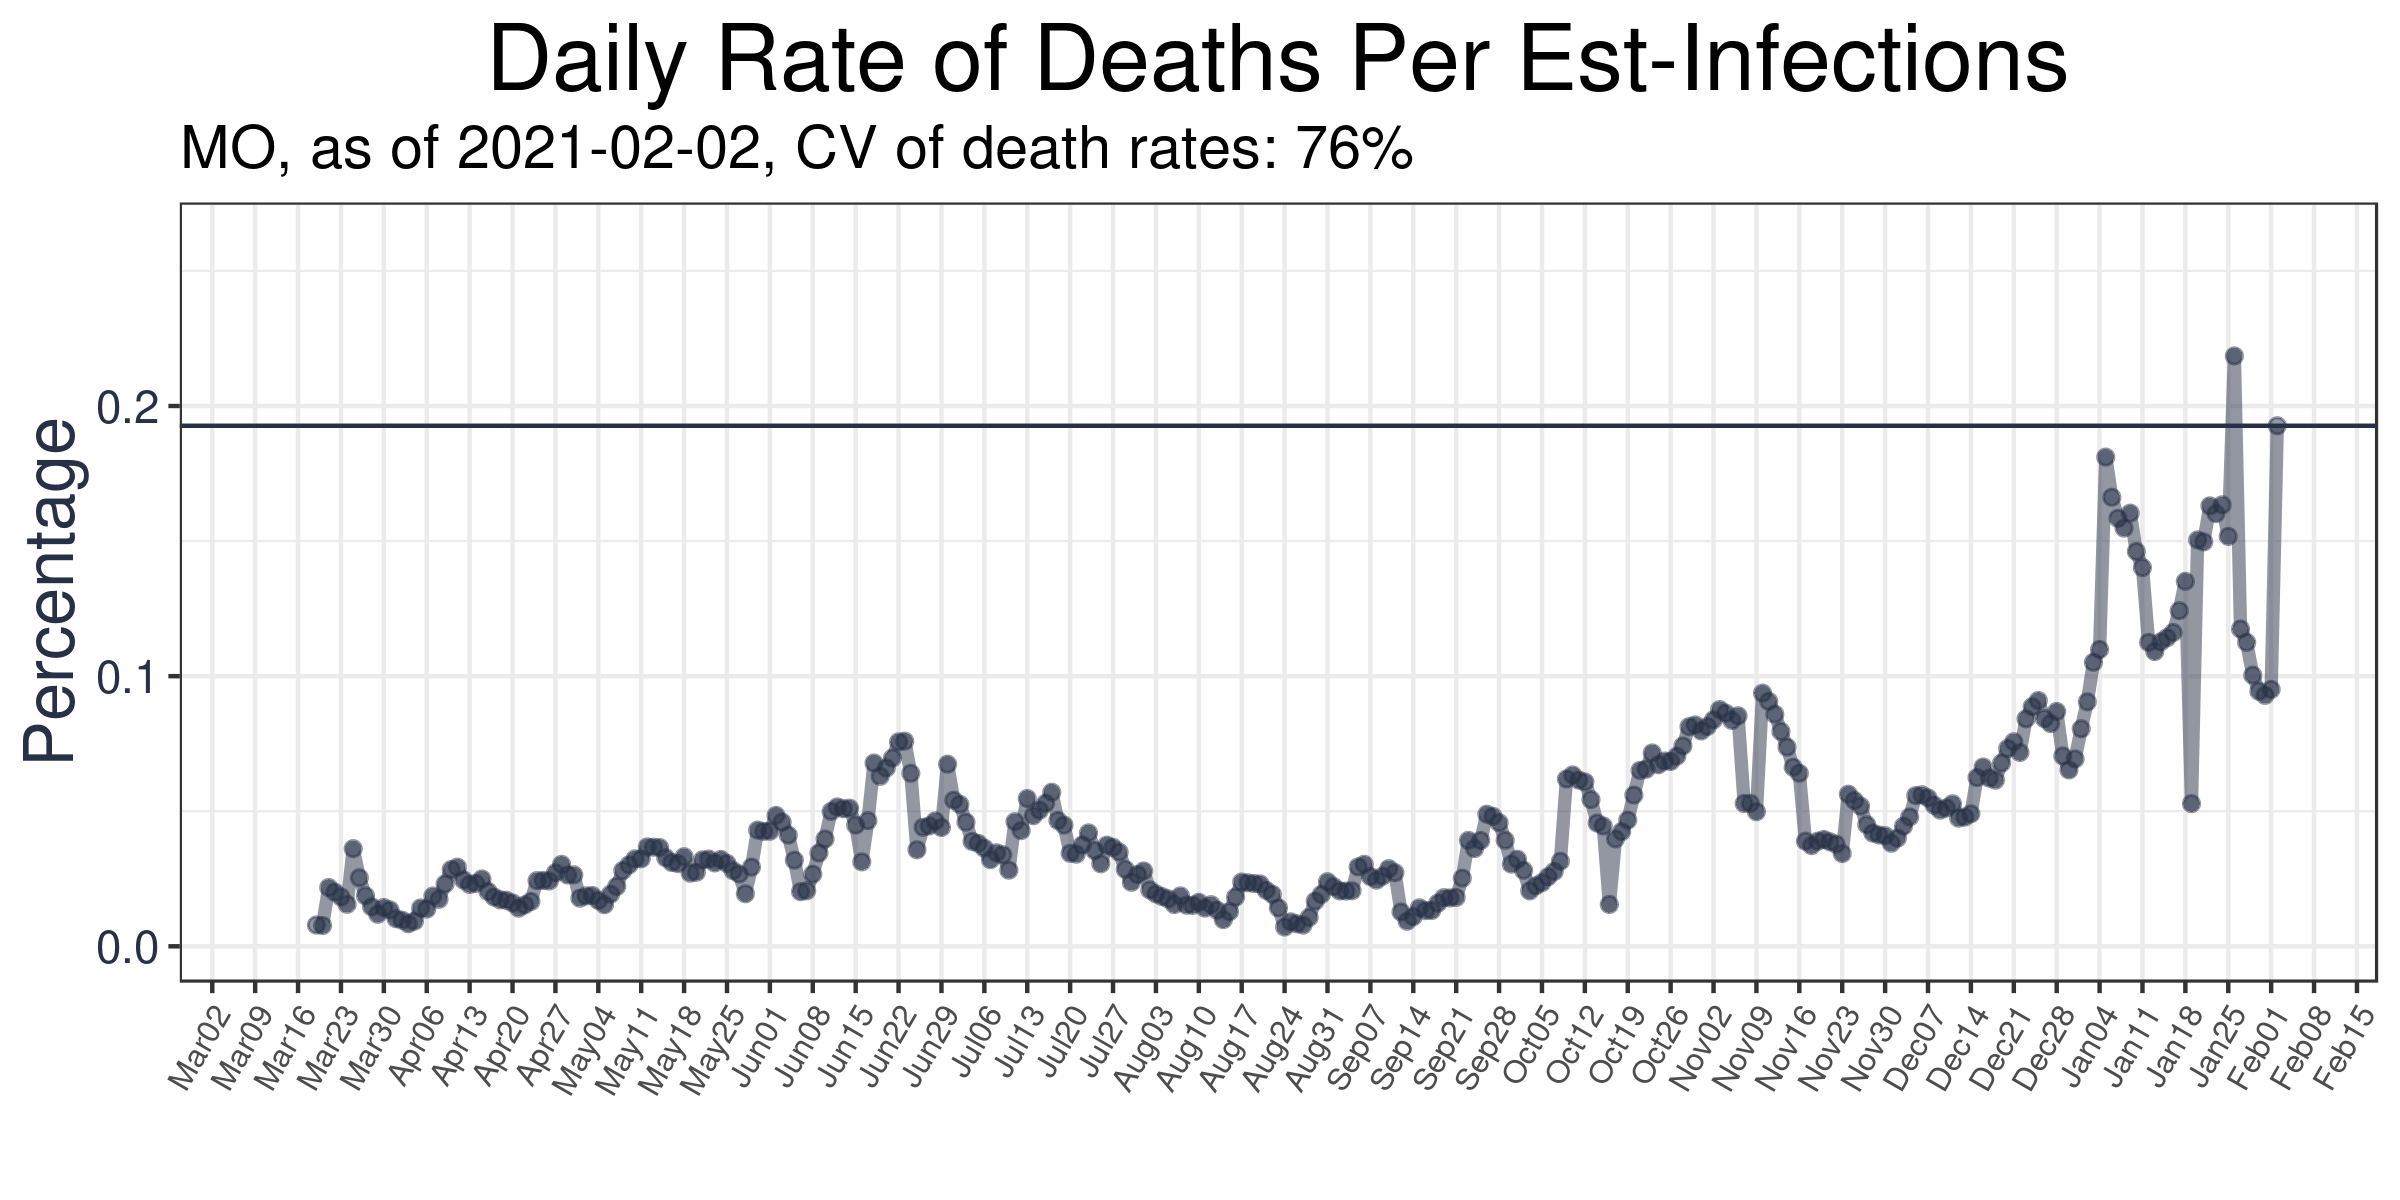 Daily Rate of Deaths Per Est-Infections
MO, as of 2021-02-02, CV of death rates: 76%
Percentage
0.2
0.1
0.0
Mar02 Mar09 Mar16 Mar23 Mar30 Apr06 Apr13 Apr20 Apr27 May04 May11 May18 May25 Jun01 Jun08 Jun15 Jun22 Jun29 Jul06 Jul13 Jul20 Jul27 Aug03 Aug10 Aug17 Aug24 Aug31 Sep07 Sep14 Sep21 Sep28 Oct05 Oct12 Oct19 Oct26 Nov02 Nov09 Nov16 Nov23 Nov30 Dec07 Dec14 Dec21 Dec28 Jan04 Jan11 Jan18 Jan25 Feb01 Feb08 Feb15